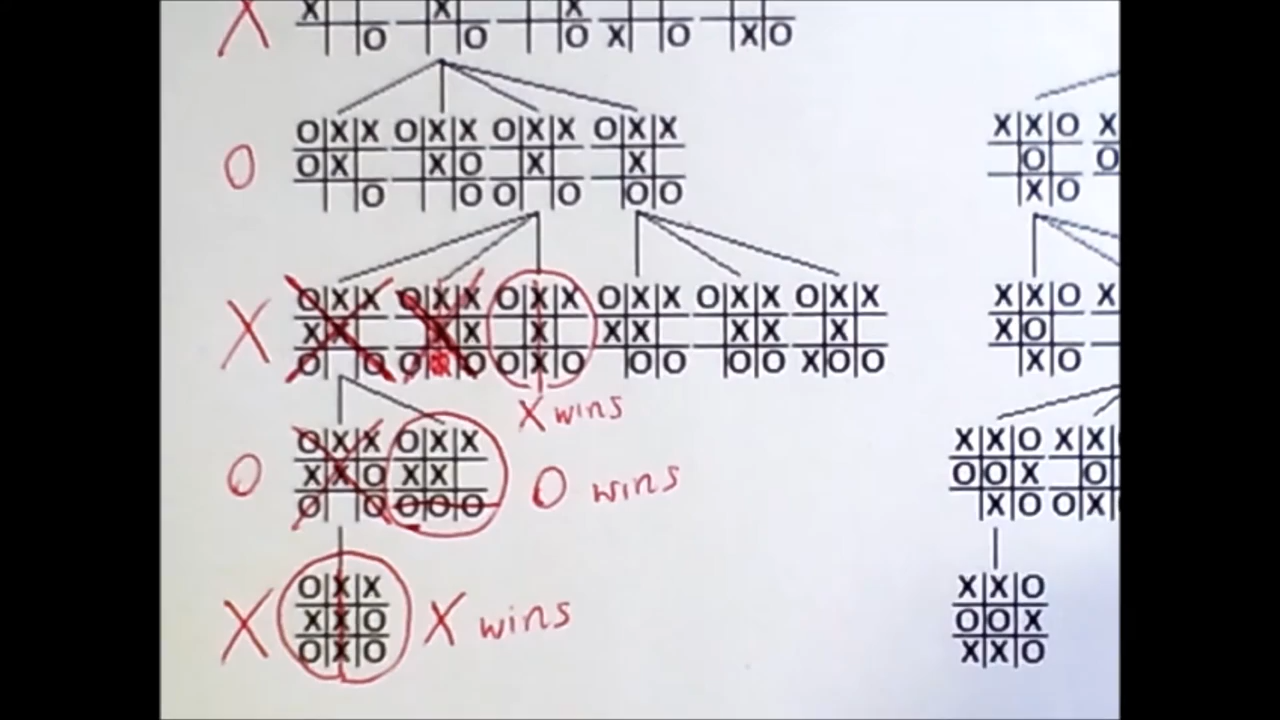 X
X X X
O O O X O X O
O|X|X O|X|X O|X|X O|X|X
O O|X X|O X X
O O O O O O O
X|X|O X
O O
X|O
O|X|X O|X|X O|X|X O|X|X O|X|X O|X|X
X X|X X X X|X X|X X
O O O O O|X|O O|O O|O X|O|O
X|X|O X
X|O
X|O
X wins
O|X|X O|X|X
O X|X|O X|X O wins
O O O|O|O
X|X|O X|X
O|O|X O
X|O O|X
O|X|X
X X|X|O X wins
O|X|O
X|X|O
O|O|X
X|X|O